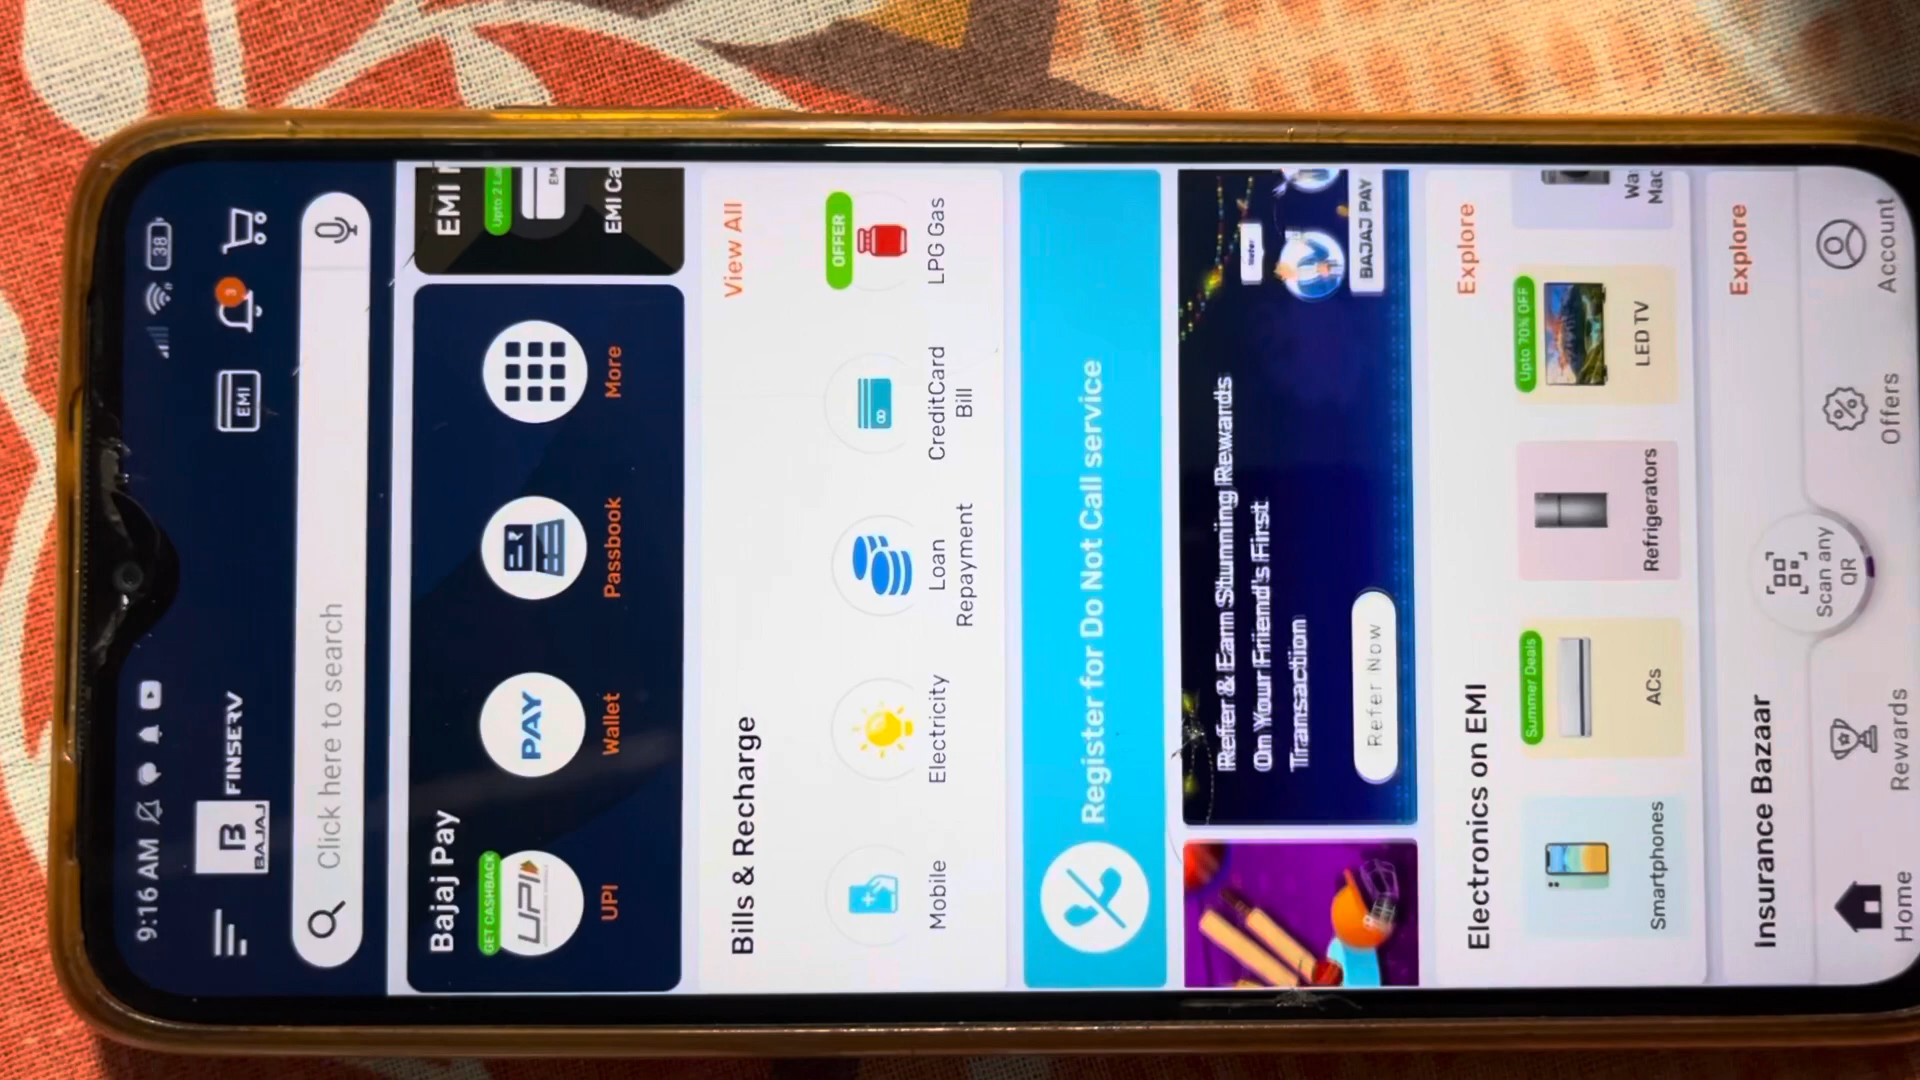 9:16 AM
38
BAJAJ
FINSERV
EMI
3
Click here to search
Bajaj Pay
GET CASHBACK
UPI
UPI
PAY
Wallet
Passbook
More
EMI
EM
Bills & Recharge
View All
Mobile
Electricity
Loan
Repayment
CreditCard
Bill
OFFER
LPG Gas
Register for Do Not Call service
Refer & Earn Stunning Rewards
On Your Friend's First
Transaction
Refer Now
BAJAJ PAY
Electronics on EMI
Explore
Smartphones
Summer Deals
ACs
Refrigerators
Upto 70% OFF
LED TV
Insurance Bazaar
Explore
Home
Rewards
Scan any
QR
Offers
Account